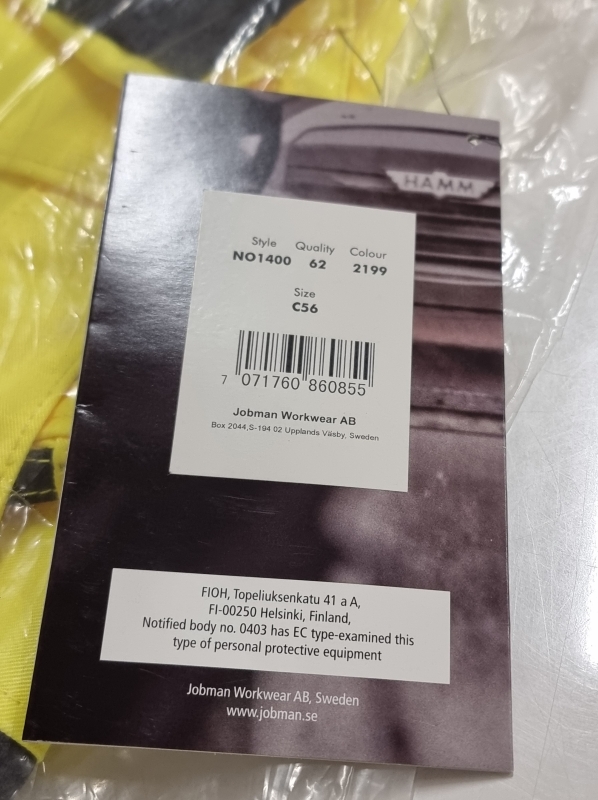 HAMM
Style Quality Colour
NO1400 62 2199
Size
C56
7 071760 860855
Jobman Workwear AB
Box 2044,S-194 02 Upplands Väsby, Sweden
FIOH, Topeliuksenkatu 41 a A,
FI-00250 Helsinki, Finland,
Notified body no. 0403 has EC type-examined this
type of personal protective equipment
Jobman Workwear AB, Sweden
www.jobman.se